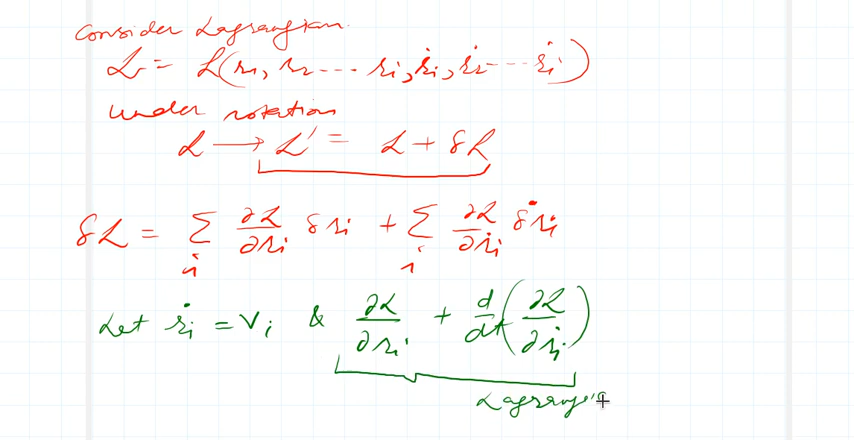 Consider Lagrangian
L = L(r₁, r₂ --- rᵢ, ṙ₁, ṙ₂ --- ṙᵢ)
under rotation
L → L' = L + δL
δL = Σᵢ ∂L/∂rᵢ δrᵢ + Σᵢ ∂L/∂ṙᵢ δṙᵢ
Let ṙᵢ = Vᵢ & ∂L/∂rᵢ + d/dt(∂L/∂ṙᵢ)
Lagrang